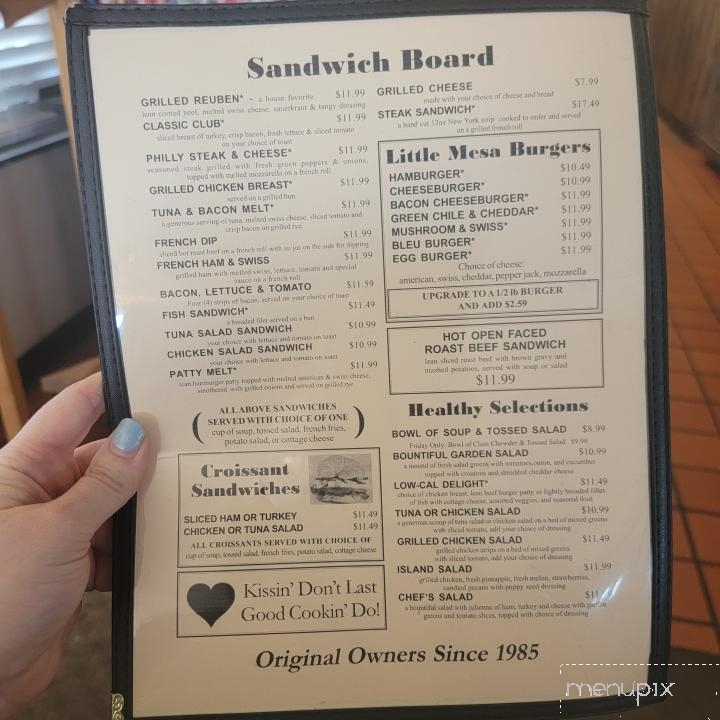 Sandwich Board
GRILLED REUBEN* - a house favorite $11.99
lean corned beef, melted swiss cheese, sauerkraut & tangy dressing
CLASSIC CLUB* $11.99
sliced breast of turkey, crisp bacon, fresh lettuce & sliced tomato
on your choice of toast
PHILLY STEAK & CHEESE* $11.99
seasoned steak grilled with fresh green peppers & onions,
topped with melted mozzarella on a french roll
GRILLED CHICKEN BREAST* $11.99
served on a grilled bun
TUNA & BACON MELT* $11.99
a generous serving of tuna, melted swiss cheese, sliced tomato and
crisp bacon on grilled rye
FRENCH DIP $11.99
sliced hot roast beef on a french roll with au jus on the side for dipping
FRENCH HAM & SWISS $11.99
grilled ham with melted swiss, lettuce, tomato and special
sauce on a french roll
BACON, LETTUCE & TOMATO $11.59
Four (4) strips of bacon, served on your choice of toast
FISH SANDWICH* $11.49
a breaded filet served on a bun
TUNA SALAD SANDWICH $10.99
your choice with lettuce and tomato on toast
CHICKEN SALAD SANDWICH $10.99
your choice with lettuce and tomato on toast
PATTY MELT* $11.99
lean hamburger patty topped with melted american & swiss cheese,
smothered with grilled onions and served on grilled rye
ALL ABOVE SANDWICHES
SERVED WITH CHOICE OF ONE
cup of soup, tossed salad, french fries,
potato salad, or cottage cheese
Croissant
Sandwiches
SLICED HAM OR TURKEY $11.49
CHICKEN OR TUNA SALAD $11.49
ALL CROISSANTS SERVED WITH CHOICE OF
cup of soup, tossed salad, french fries, potato salad, cottage cheese
Kissin' Don't Last
Good Cookin' Do!
GRILLED CHEESE $7.99
made with your choice of cheese and bread
STEAK SANDWICH* $17.49
a hand cut 12oz New York strip cooked to order and served
on a grilled french roll
Little Mesa Burgers
HAMBURGER* $10.49
CHEESEBURGER* $10.99
BACON CHEESEBURGER* $11.99
GREEN CHILE & CHEDDAR* $11.99
MUSHROOM & SWISS* $11.99
BLEU BURGER* $11.99
EGG BURGER* $11.99
Choice of cheese:
american, swiss, cheddar, pepper jack, mozzarella
UPGRADE TO A 1/2 lb BURGER
AND ADD $2.59
HOT OPEN FACED
ROAST BEEF SANDWICH
lean sliced roast beef with brown gravy and
mashed potatoes, served with soup or salad
$11.99
Healthy Selections
BOWL OF SOUP & TOSSED SALAD $8.99
Friday Only: Bowl of Clam Chowder & Tossed Salad $9.99
BOUNTIFUL GARDEN SALAD $10.99
a mound of fresh salad greens with tomatoes, onion, and cucumber
topped with croutons and shredded cheddar cheese
LOW-CAL DELIGHT* $11.49
choice of chicken breast, lean beef burger patty or lightly breaded fillet
of fish with cottage cheese, assorted veggies, and seasonal fruit
TUNA OR CHICKEN SALAD $10.99
a generous scoop of tuna salad or chicken salad on a bed of mixed greens
with sliced tomato, add your choice of dressing
GRILLED CHICKEN SALAD $11.49
grilled chicken strips on a bed of mixed greens
with sliced tomato, add your choice of dressing
ISLAND SALAD $11.99
grilled chicken, fresh pineapple, fresh melon, strawberries,
candied pecans with poppy seed dressing
CHEF'S SALAD
a bountiful salad with julienne of ham, turkey and cheese with garden
greens and tomato slices, topped with choice of dressing
Original Owners Since 1985
menupix